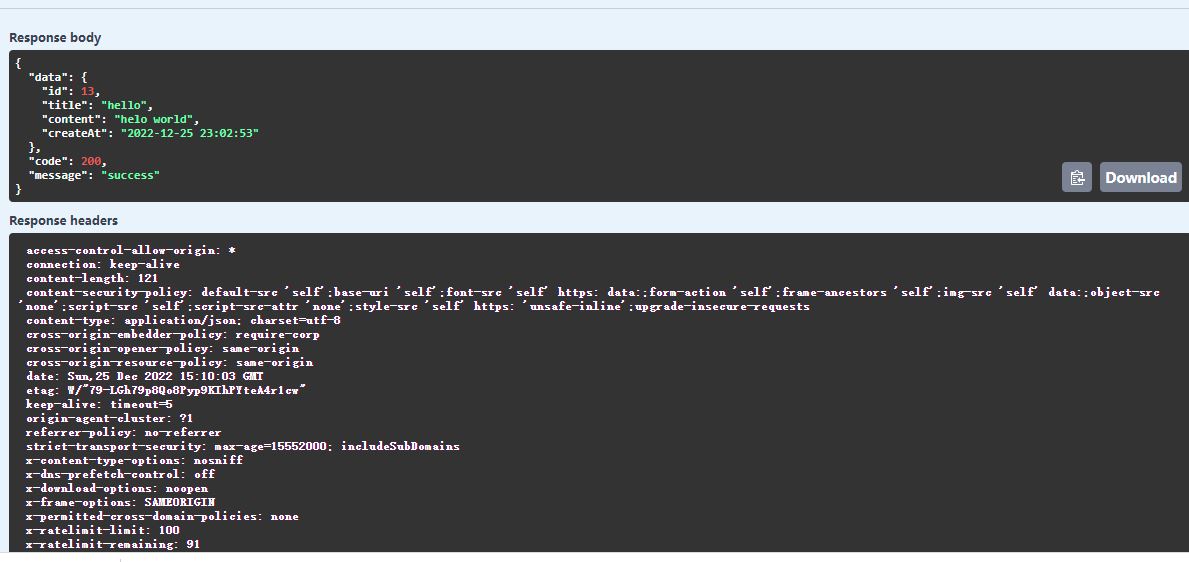 Response body
{
"data": {
"id": 13,
"title": "hello",
"content": "helo world",
"createAt": "2022-12-25 23:02:53"
},
"code": 200,
"message": "success"
}
Download
Response headers
access-control-allow-origin: *
connection: keep-alive
content-length: 121
content-security-policy: default-src 'self';base-uri 'self';font-src 'self' https: data:;form-action 'self';frame-ancestors 'self';img-src 'self' data:;object-src
'none';script-src 'self';script-src-attr 'none';style-src 'self' https: 'unsafe-inline';upgrade-insecure-requests
content-type: application/json; charset=utf-8
cross-origin-embedder-policy: require-corp
cross-origin-opener-policy: same-origin
cross-origin-resource-policy: same-origin
date: Sun,25 Dec 2022 15:10:03 GMT
etag: W/"79-LGh79p8Qo8Pyp9KIhPYteA4r1cw"
keep-alive: timeout=5
origin-agent-cluster: ?1
referrer-policy: no-referrer
strict-transport-security: max-age=15552000; includeSubDomains
x-content-type-options: nosniff
x-dns-prefetch-control: off
x-download-options: noopen
x-frame-options: SAMEORIGIN
x-permitted-cross-domain-policies: none
x-ratelimit-limit: 100
x-ratelimit-remaining: 91